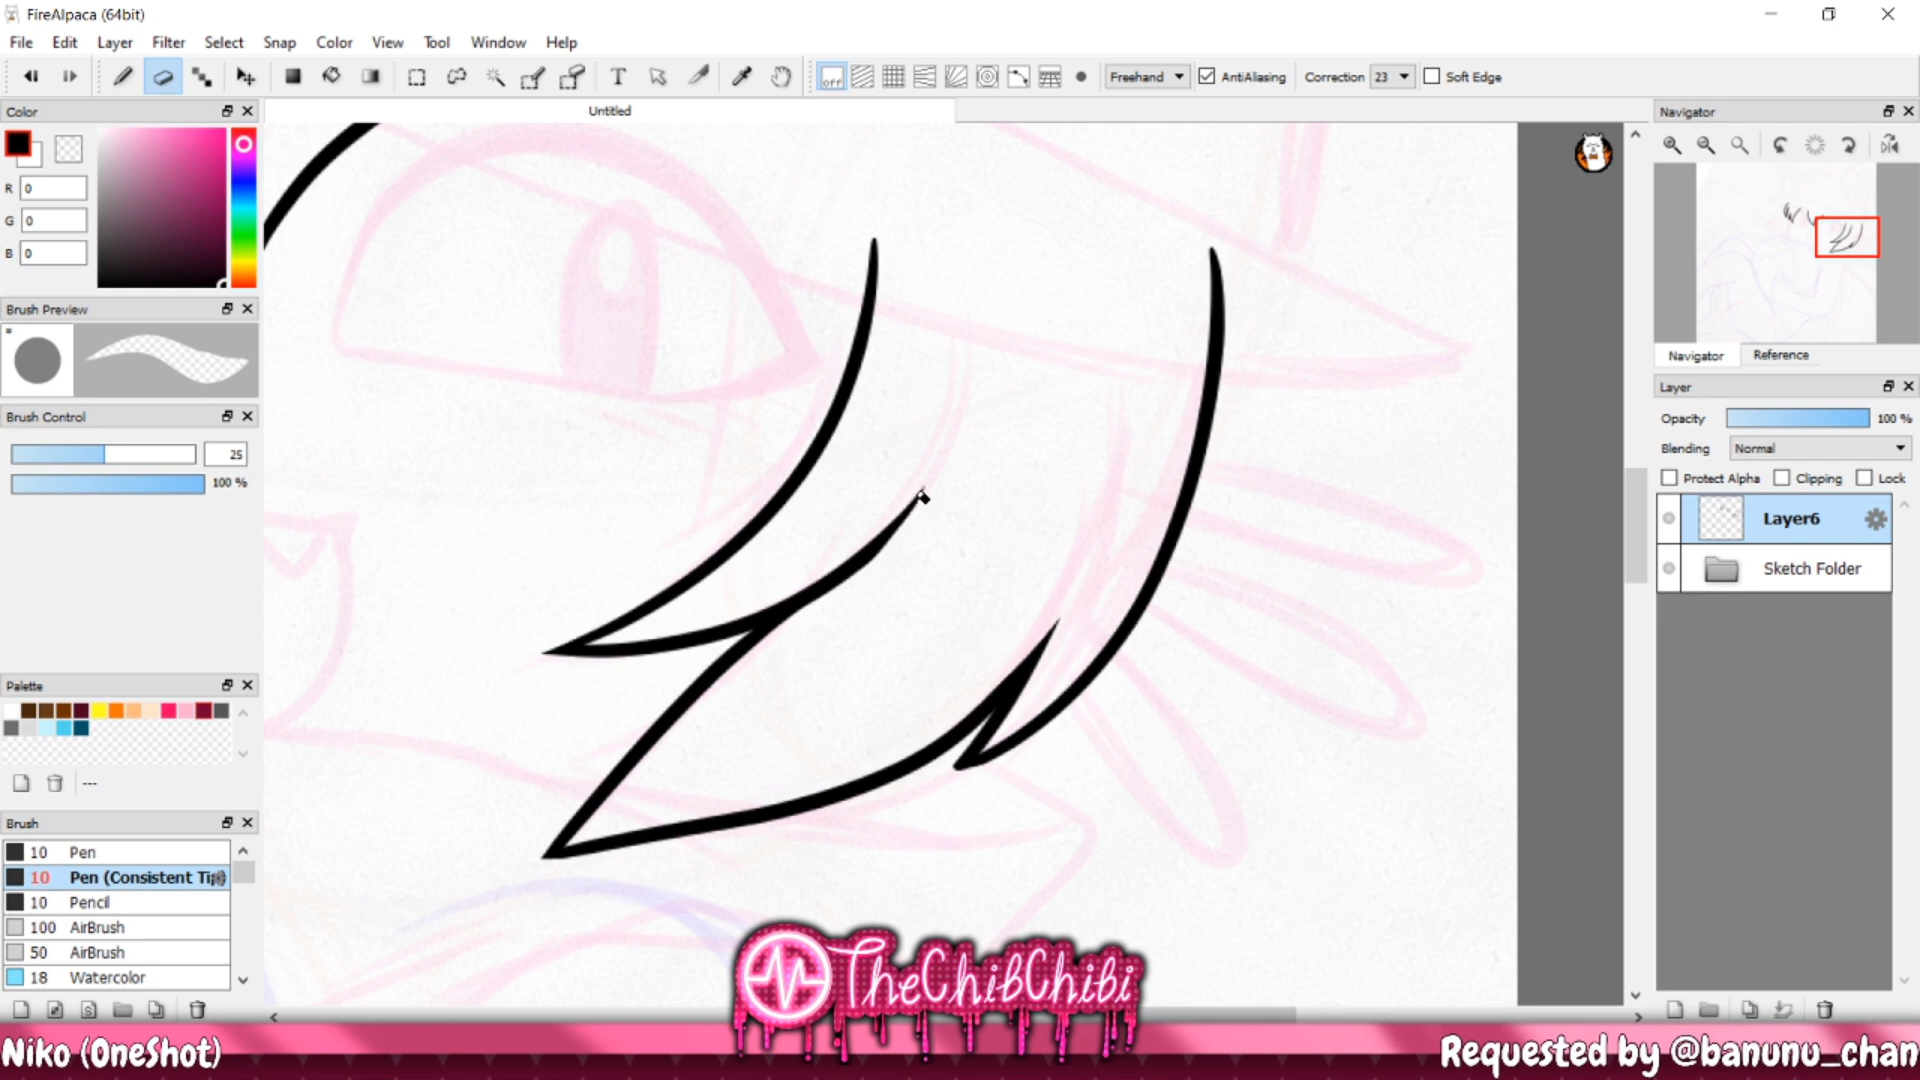 FireAlpaca (64bit)
File Edit Layer Filter Select Snap Color View Tool Window Help
off Freehand AntiAliasing Correction 23 Soft Edge
Color
Untitled
Navigator
R 0
G 0
B 0
Brush Preview
*
Navigator Reference
Layer
Brush Control
Opacity 100 %
25
Blending Normal
100 %
Protect Alpha Clipping Lock
Layer6
Sketch Folder
Palette
---
Brush
10 Pen
10 Pen (Consistent Tip)
10 Pencil
100 AirBrush
50 AirBrush
18 Watercolor
TheChibChibi
Niko (OneShot)
Requested by @banunu_chan